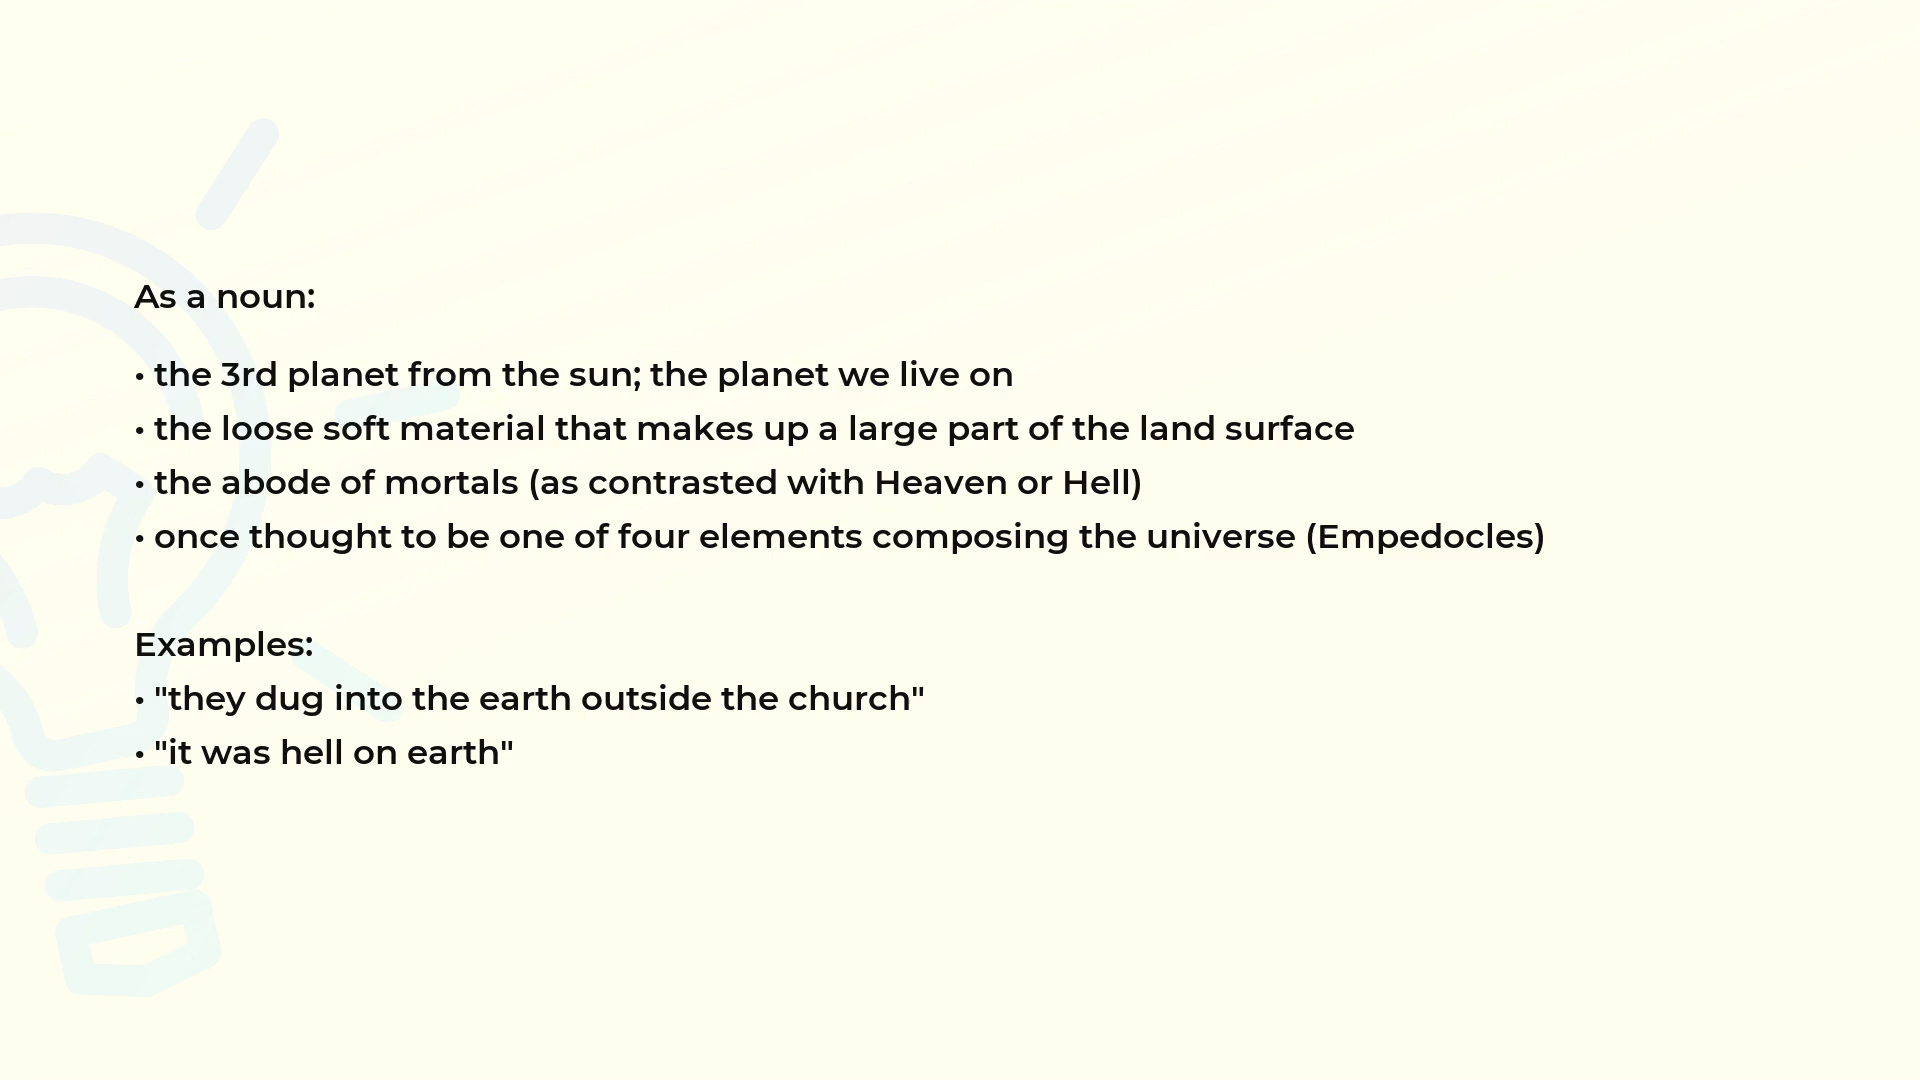 As a noun:
• the 3rd planet from the sun; the planet we live on
• the loose soft material that makes up a large part of the land surface
• the abode of mortals (as contrasted with Heaven or Hell)
• once thought to be one of four elements composing the universe (Empedocles)
Examples:
• "they dug into the earth outside the church"
• "it was hell on earth"